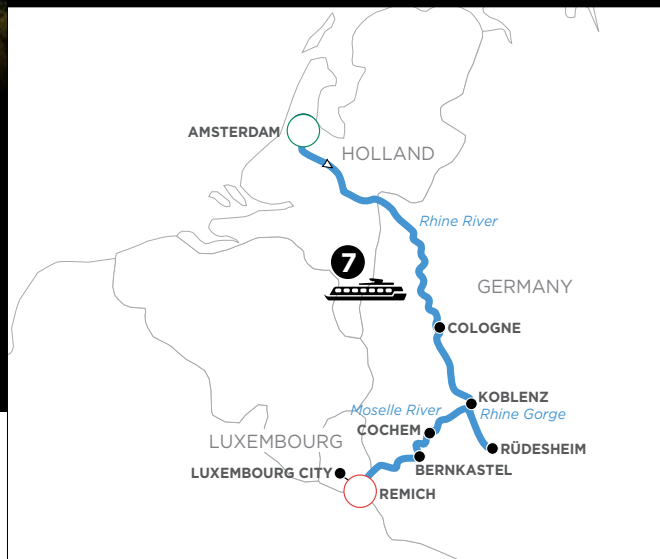 AMSTERDAM
HOLLAND
Rhine River
7
GERMANY
COLOGNE
KOBLENZ
Moselle River
Rhine Gorge
COCHEM
LUXEMBOURG
RÜDESHEIM
LUXEMBOURG CITY
BERNKASTEL
REMICH